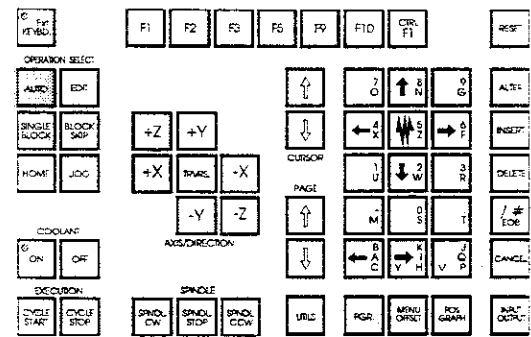 EXT F1 F2 F3 F5 F9 F10 CTRL RESET
KEYBD. F1
OPERATION SELECT
AUTO EDIT 7 O 8 N 9 G ALTER
SINGLE BLOCK +Z +Y 4 X 5 Z 6 F INSERT
BLOCK SKIP
CURSOR
HOME JOG +X TRVRS. -X 1 U 2 W 3 R DELETE
PAGE
-Y -Z - M 0 S . T / #
EOB
COOLANT AXIS/DIRECTION
ON OFF B A C K I Y H J Q V P CANCEL
EXECUTION SPINDLE
CYCLE CYCLE SPNDL SPNDL SPNDL UTILS PGR. MENU POS INPUT
START STOP CW STOP CCW OFFSET GRAPH OUTPUT